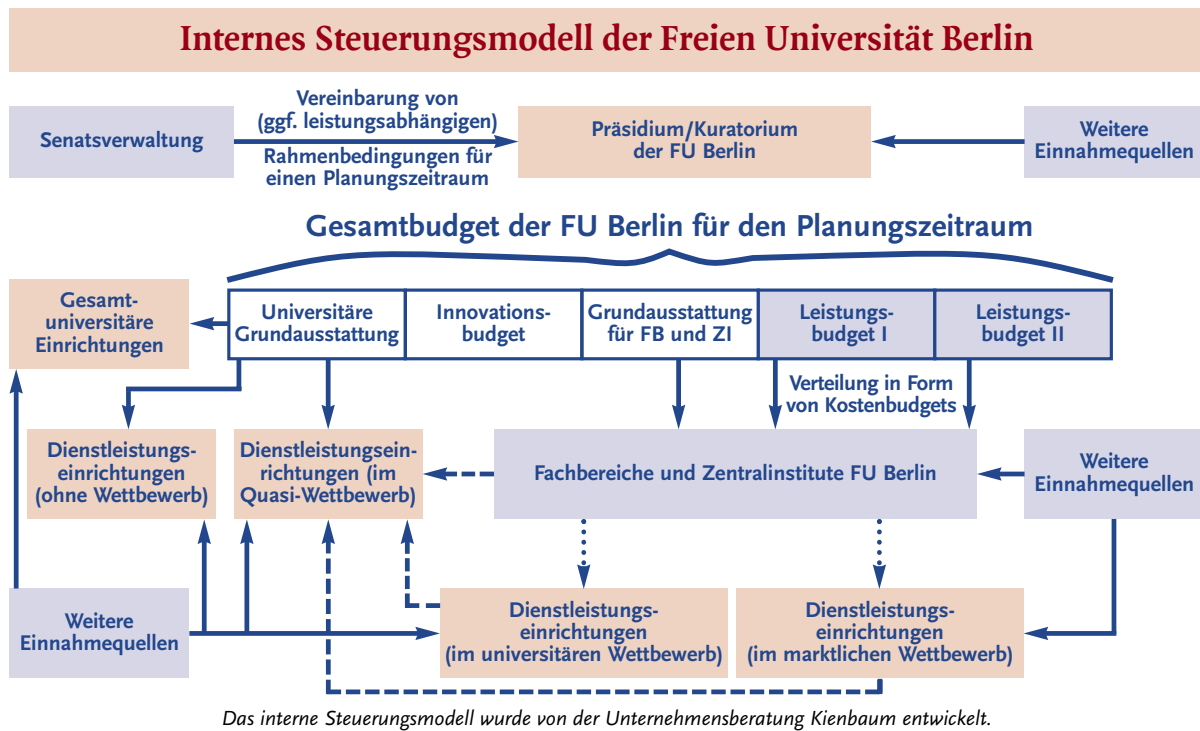 Internes Steuerungsmodell der Freien Universität Berlin
Senatsverwaltung
Vereinbarung von
(ggf. leistungsabhängigen)
Rahmenbedingungen für
einen Planungszeitraum
Präsidium/Kuratorium
der FU Berlin
Weitere
Einnahmequellen
Gesamtbudget der FU Berlin für den Planungszeitraum
Gesamt-
universitäre
Einrichtungen
Universitäre
Grundausstattung
Innovations-
budget
Grundausstattung
für FB und ZI
Leistungs-
budget I
Leistungs-
budget II
Verteilung in Form
von Kostenbudgets
Dienstleistungs-
einrichtungen
(ohne Wettbewerb)
Dienstleistungsein-
richtungen (im
Quasi-Wettbewerb)
Fachbereiche und Zentralinstitute FU Berlin
Weitere
Einnahmequellen
Weitere
Einnahmequellen
Dienstleistungs-
einrichtungen
(im universitären Wettbewerb)
Dienstleistungs-
einrichtungen
(im marktlichen Wettbewerb)
Das interne Steuerungsmodell wurde von der Unternehmensberatung Kienbaum entwickelt.